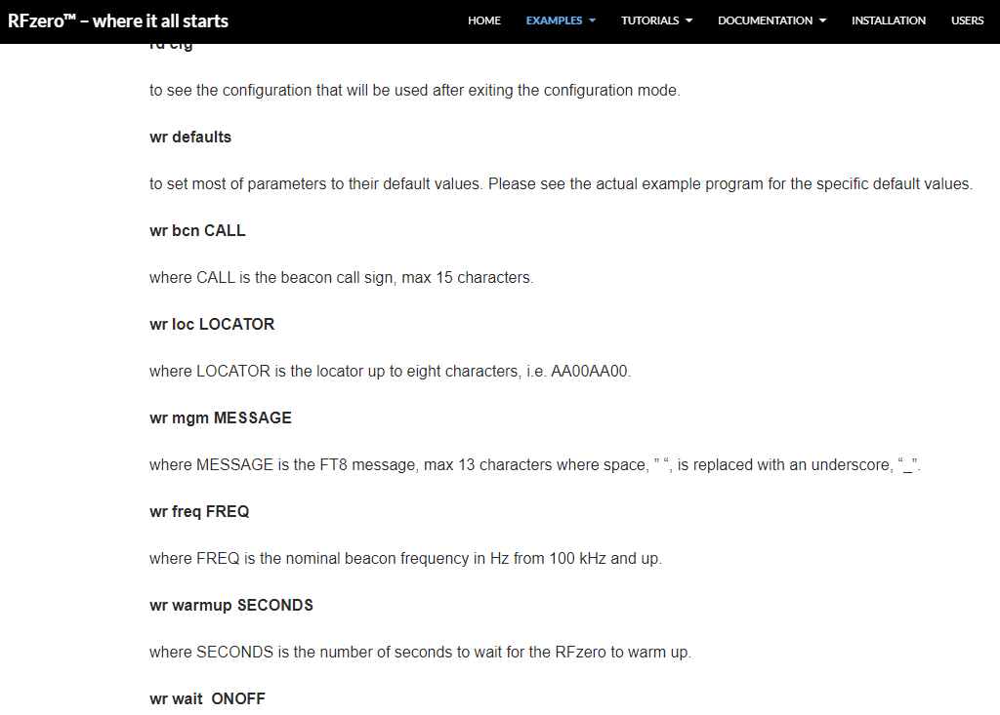 RFzero™ – where it all starts
HOME EXAMPLES TUTORIALS DOCUMENTATION INSTALLATION USERS
rd cfg
to see the configuration that will be used after exiting the configuration mode.
wr defaults
to set most of parameters to their default values. Please see the actual example program for the specific default values.
wr bcn CALL
where CALL is the beacon call sign, max 15 characters.
wr loc LOCATOR
where LOCATOR is the locator up to eight characters, i.e. AA00AA00.
wr mgm MESSAGE
where MESSAGE is the FT8 message, max 13 characters where space, ” “, is replaced with an underscore, “_”.
wr freq FREQ
where FREQ is the nominal beacon frequency in Hz from 100 kHz and up.
wr warmup SECONDS
where SECONDS is the number of seconds to wait for the RFzero to warm up.
wr wait  ONOFF